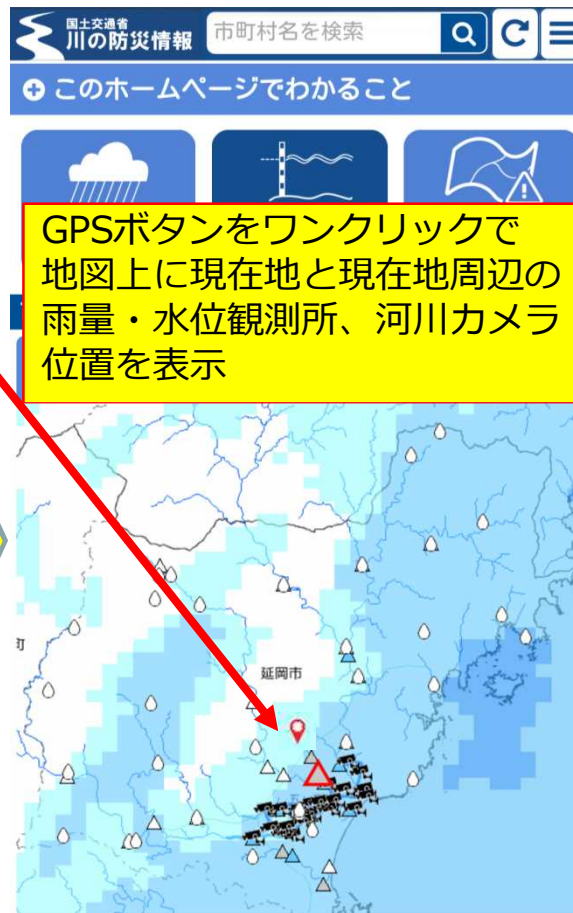 国土交通省
川の防災情報
市町村名を検索
このホームページでわかること
GPSボタンをワンクリックで
地図上に現在地と現在地周辺の
雨量・水位観測所、河川カメラ
位置を表示
町
延岡市